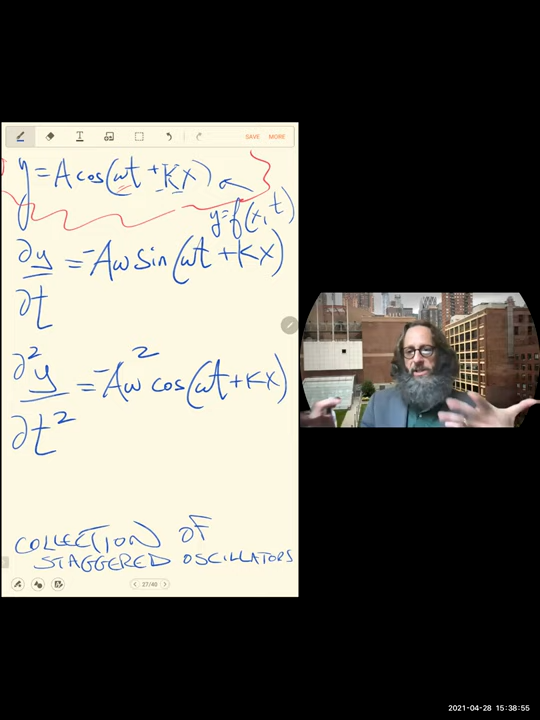 SAVE MORE
y = A cos(ωt + Kx)
y = f(x, t)
∂y/∂t = -Aω sin(ωt + Kx)
∂²y/∂t² = -Aω² cos(ωt + Kx)
COLLECTION OF
STAGGERED OSCILLATORS
27/40
2021-04-28 15:38:55